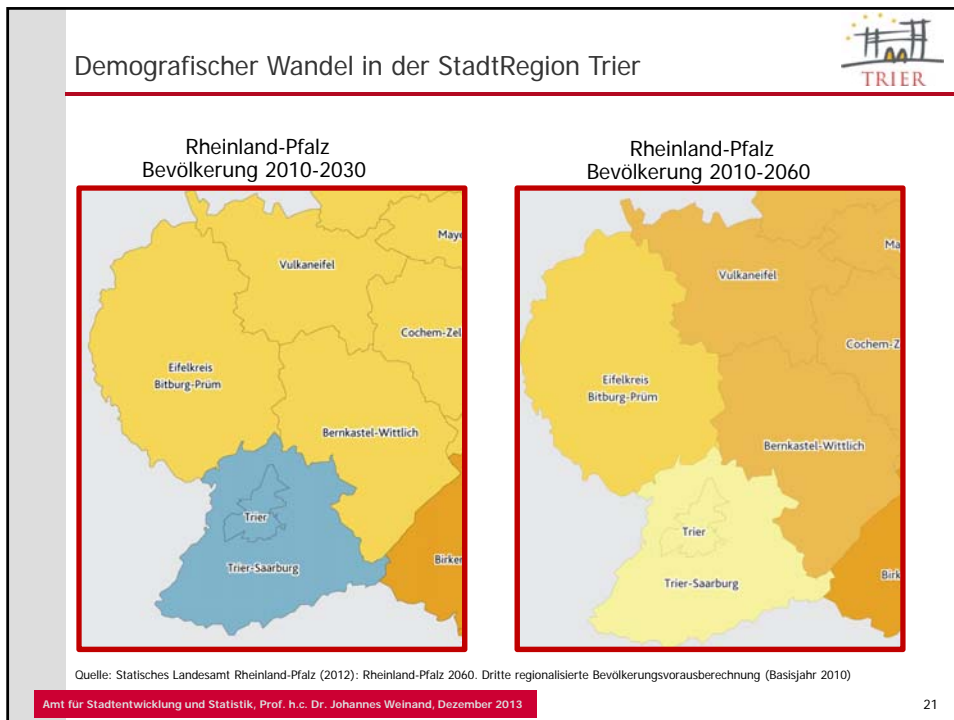 Demografischer Wandel in der StadtRegion Trier
TRIER
Rheinland-Pfalz
Bevölkerung 2010-2030
Maye
Vulkaneifel
Cochem-Zel
Eifelkreis
Bitburg-Prüm
Bernkastel-Wittlich
Trier
Trier-Saarburg
Birke
Rheinland-Pfalz
Bevölkerung 2010-2060
Ma
Vulkaneifel
Cochem-Z
Eifelkreis
Bitburg-Prüm
Bernkastel-Wittlich
Trier
Trier-Saarburg
Birk
Quelle: Statisches Landesamt Rheinland-Pfalz (2012): Rheinland-Pfalz 2060. Dritte regionalisierte Bevölkerungsvorausberechnung (Basisjahr 2010)
Amt für Stadtentwicklung und Statistik, Prof. h.c. Dr. Johannes Weinand, Dezember 2013
21